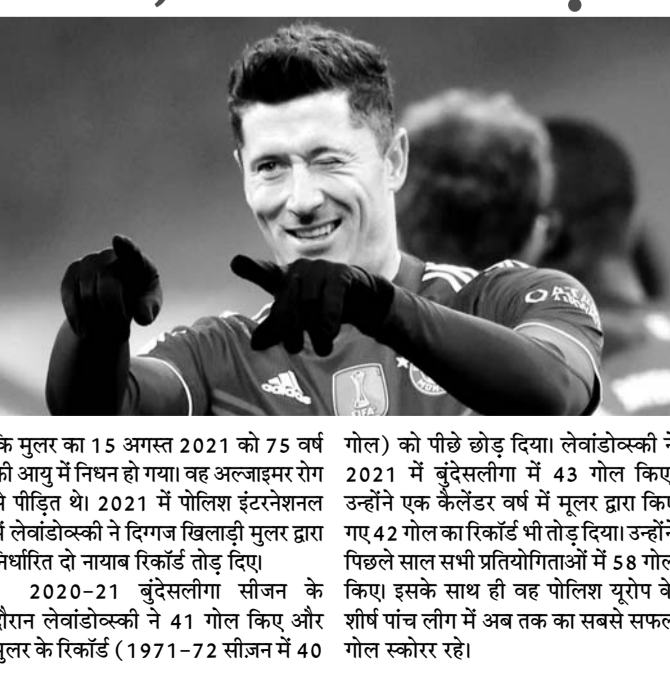 मुलर का 15 अगस्त 2021 को 75 वर्ष
आयु में निधन हो गया। वह अल्जाइमर रोग
पीड़ित थे। 2021 में पोलिश इंटरनेशनल
लेवांडोव्स्की ने दिग्गज खिलाड़ी मुलर द्वारा
निर्धारित दो नायाब रिकॉर्ड तोड़ दिए।
2020-21 बुंदेसलीगा सीजन के
दौरान लेवांडोव्स्की ने 41 गोल किए और
मुलर के रिकॉर्ड (1971-72 सीज़न में 40
गोल) को पीछे छोड़ दिया। लेवांडोव्स्की ने
2021 में बुंदेसलीगा में 43 गोल किए
उन्होंने एक कैलेंडर वर्ष में मूलर द्वारा किए
गए 42 गोल का रिकॉर्ड भी तोड़ दिया। उन्होंने
पिछले साल सभी प्रतियोगिताओं में 58 गोल
किए। इसके साथ ही वह पोलिश यूरोप के
शीर्ष पांच लीग में अब तक का सबसे सफल
गोल स्कोरर रहे।
adidas
FIFA